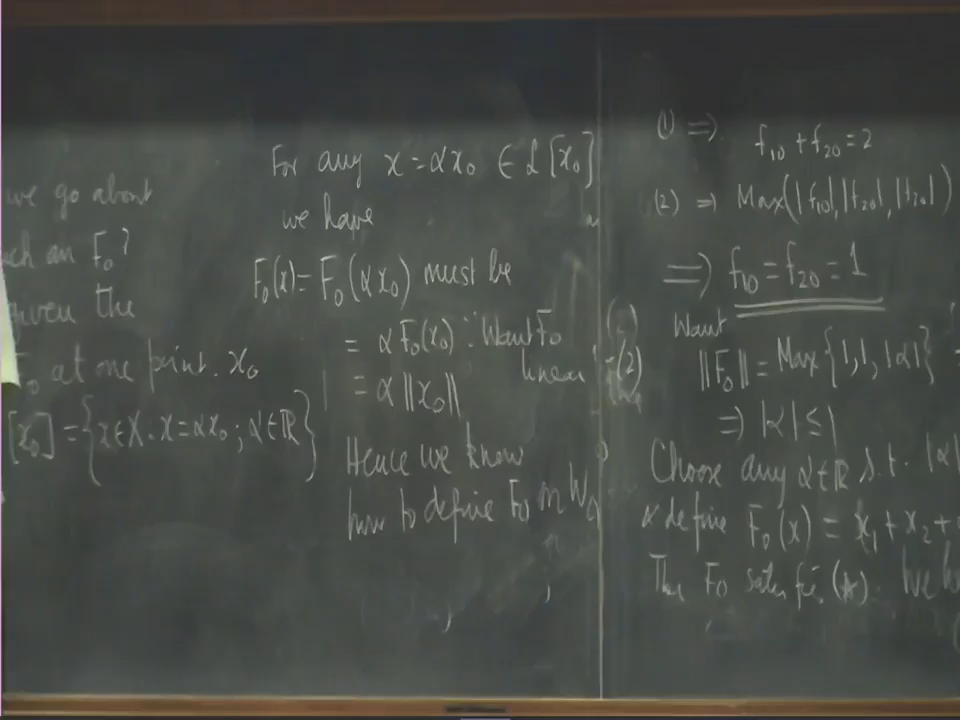 we go about
ch an F₀?
given the
F₀ at one point x₀
[x₀] = {x ∈ X : x = αx₀ ; α ∈ ℝ}
For any x = αx₀ ∈ L[x₀]
we have
F₀(x) = F₀(αx₀) must be
= αF₀(x₀) ∵ Want F₀
linear
= α‖x₀‖
Hence we know
how to define F₀ on W₀
(1) ⇒ f₁₀ + f₂₀ = 2
(2) ⇒ Max(|f₁₀|, |f₂₀|, |f₃₀|)
⇒ f₁₀ = f₂₀ = 1
Want
‖F₀‖ = Max{1, 1, |α|}
⇒ |α| ≤ 1
Choose any α ∈ ℝ s.t. |α|
& define F₀(x) = x₁ + x₂ +
Then F₀ satisfies (*). We